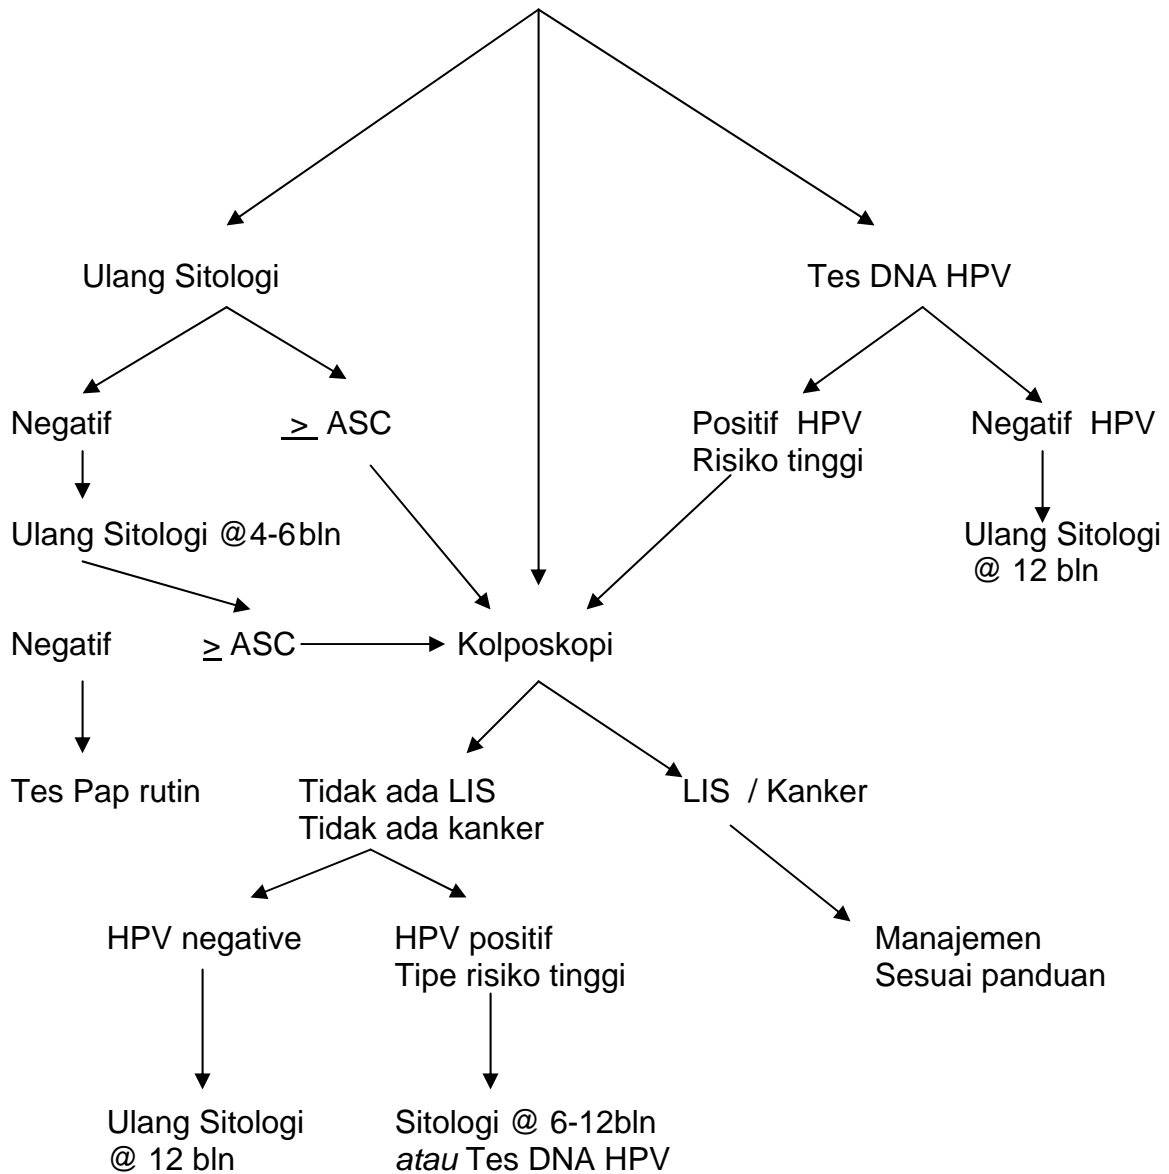 Ulang Sitologi
Tes DNA HPV
Negatif
> ASC
Positif HPV
Risiko tinggi
Negatif HPV
Ulang Sitologi @4-6bln
Ulang Sitologi
@ 12 bln
Negatif
> ASC
Kolposkopi
Tes Pap rutin
Tidak ada LIS
Tidak ada kanker
LIS / Kanker
HPV negative
HPV positif
Tipe risiko tinggi
Manajemen
Sesuai panduan
Ulang Sitologi
@ 12 bln
Sitologi @ 6-12bln
atau Tes DNA HPV